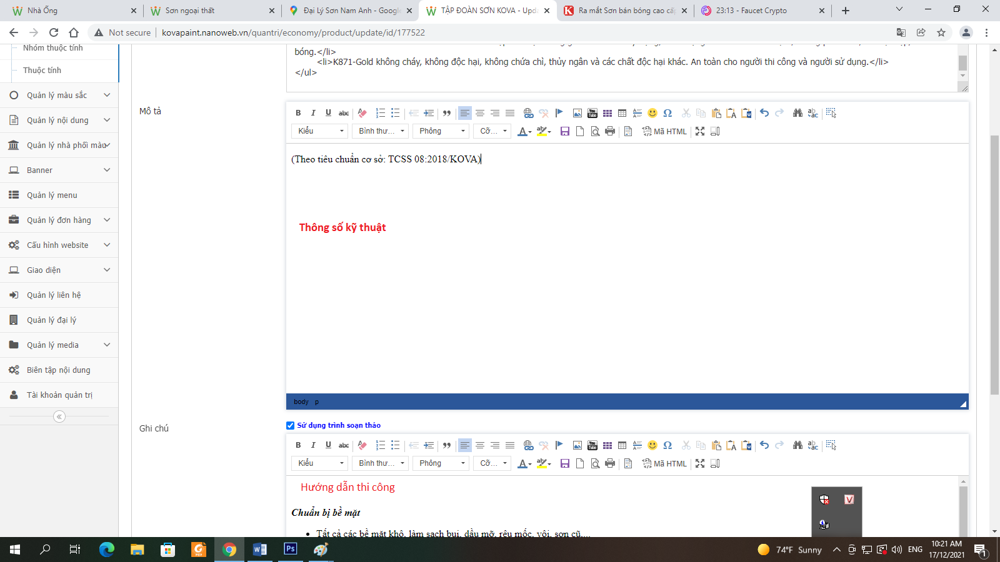 Nhà Ống
Sơn ngoại thất
Đại Lý Sơn Nam Anh - Google
TẬP ĐOÀN SƠN KOVA - Upda
Ra mắt Sơn bán bóng cao cấp
23:13 - Faucet Crypto
Not secure
kovapaint.nanoweb.vn/quantri/economy/product/update/id/177522
Nhóm thuộc tính
Thuộc tính
Quản lý màu sắc
Quản lý nội dung
Quản lý nhà phối màu
Banner
Quản lý menu
Quản lý đơn hàng
Cấu hình website
Giao diện
Quản lý liên hệ
Quản lý đại lý
Quản lý media
Biên tập nội dung
Tài khoản quản trị
bóng.</li>
<li>K871-Gold không cháy, không độc hại, không chứa chì, thủy ngân và các chất độc hại khác. An toàn cho người thi công và người sử dụng.</li>
</ul>
Mô tả
B I U abc
Kiểu Bình thư... Phông Cỡ... A Mã HTML
(Theo tiêu chuẩn cơ sở: TCSS 08:2018/KOVA)
Thông số kỹ thuật
body p
Ghi chú
Sử dụng trình soạn thảo
B I U abc
Kiểu Bình thư... Phông Cỡ... A Mã HTML
Hướng dẫn thi công
Chuẩn bị bề mặt
Tất cả các bề mặt khô, làm sạch bụi, dầu mỡ, rêu mốc, vôi, sơn cũ,...
74°F Sunny
ENG
10:21 AM
17/12/2021
1